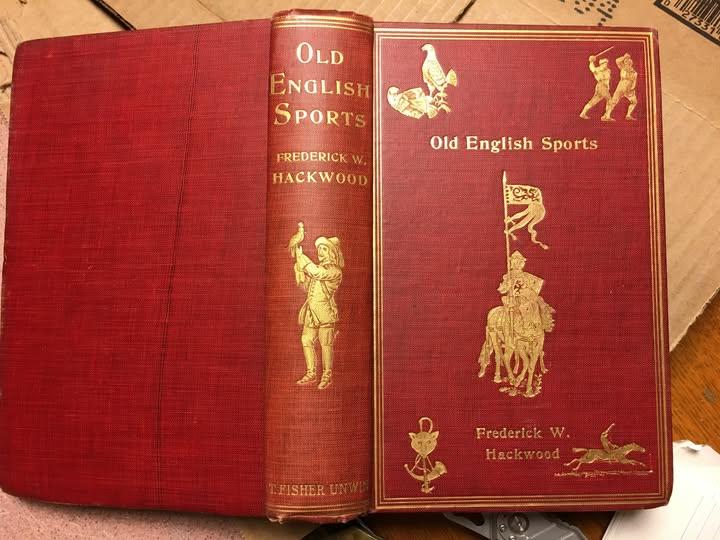 OLD
ENGLISH
SPORTS
FREDERICK W.
HACKWOOD
T. FISHER UNWIN
Old English Sports
Frederick W.
Hackwood